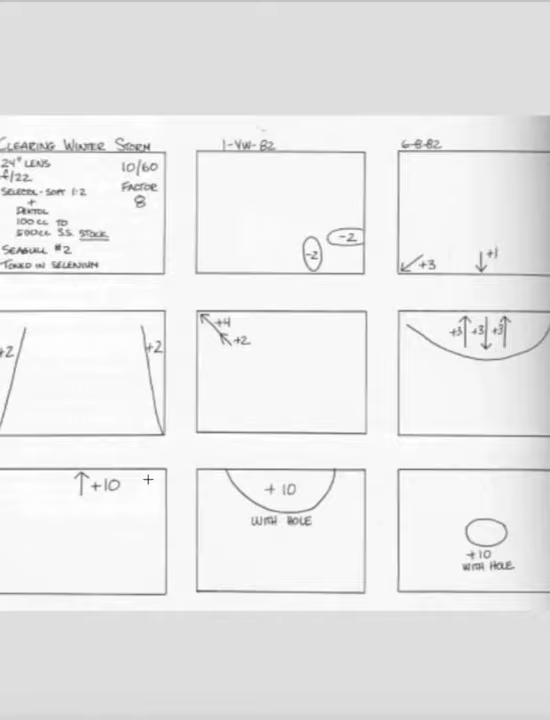 CLEARING WINTER STORM
1-VW-82
6-8-82
24" LENS
f/22
SELECTOL-SOFT 1:2
+
DEKTOL
100 CC TO
500 CC S.S. STOCK
SEAGULL #2
TONED IN SELENIUM
10/60
FACTOR
8
-2
-2
+3
+1
+2
+2
+4
+2
+3
+3
+3
+10
+
+10
WITH HOLE
+10
WITH HOLE